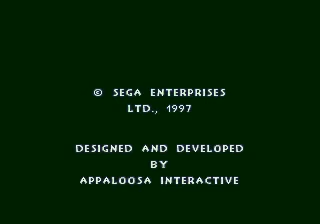 © SEGA ENTERPRISES
LTD., 1997
DESIGNED AND DEVELOPED
BY
APPALOOSA INTERACTIVE